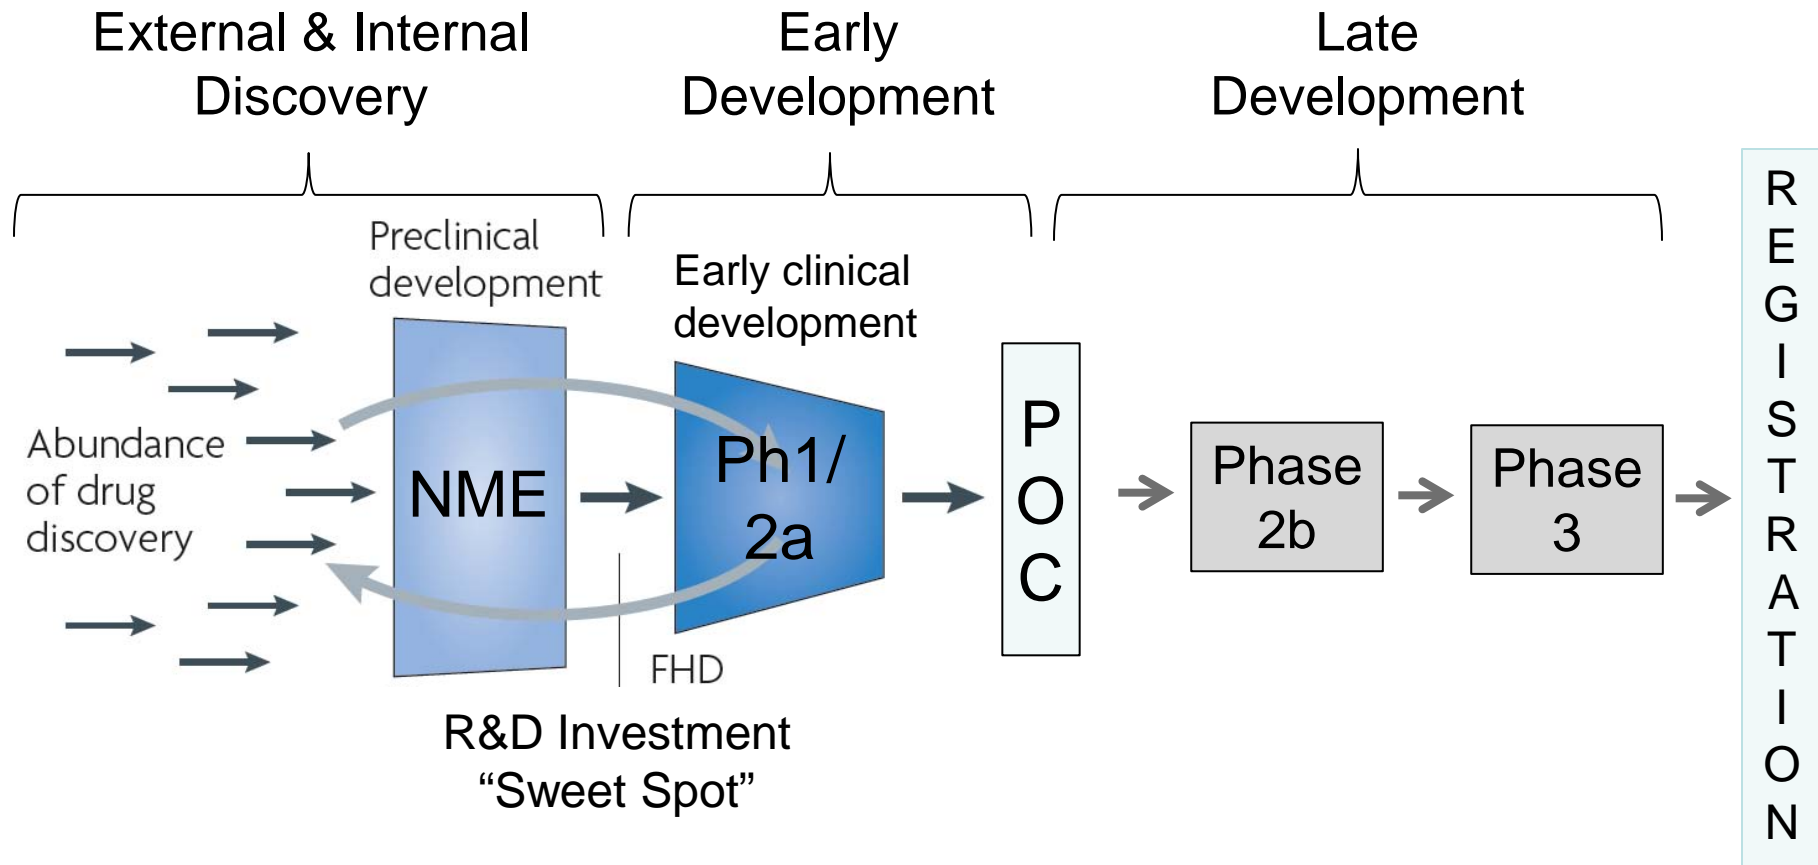 External & Internal
Discovery
Early
Development
Late
Development
Preclinical
development
Early clinical
development
Abundance
of drug
discovery
NME
Ph1/
2a
P
O
C
Phase
2b
Phase
3
R
E
G
I
S
T
R
A
T
I
O
N
FHD
R&D Investment
“Sweet Spot”